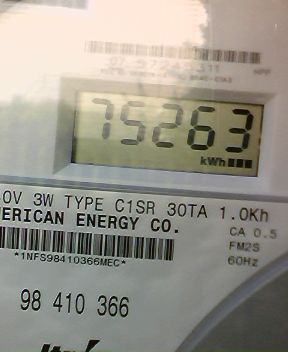 75263
kWh
0V 3W TYPE C1SR 30TA 1.0Kh
ERICAN ENERGY CO.
CA 0.5
FM2S
*1NFS98410366MEC*
60Hz
98 410 366